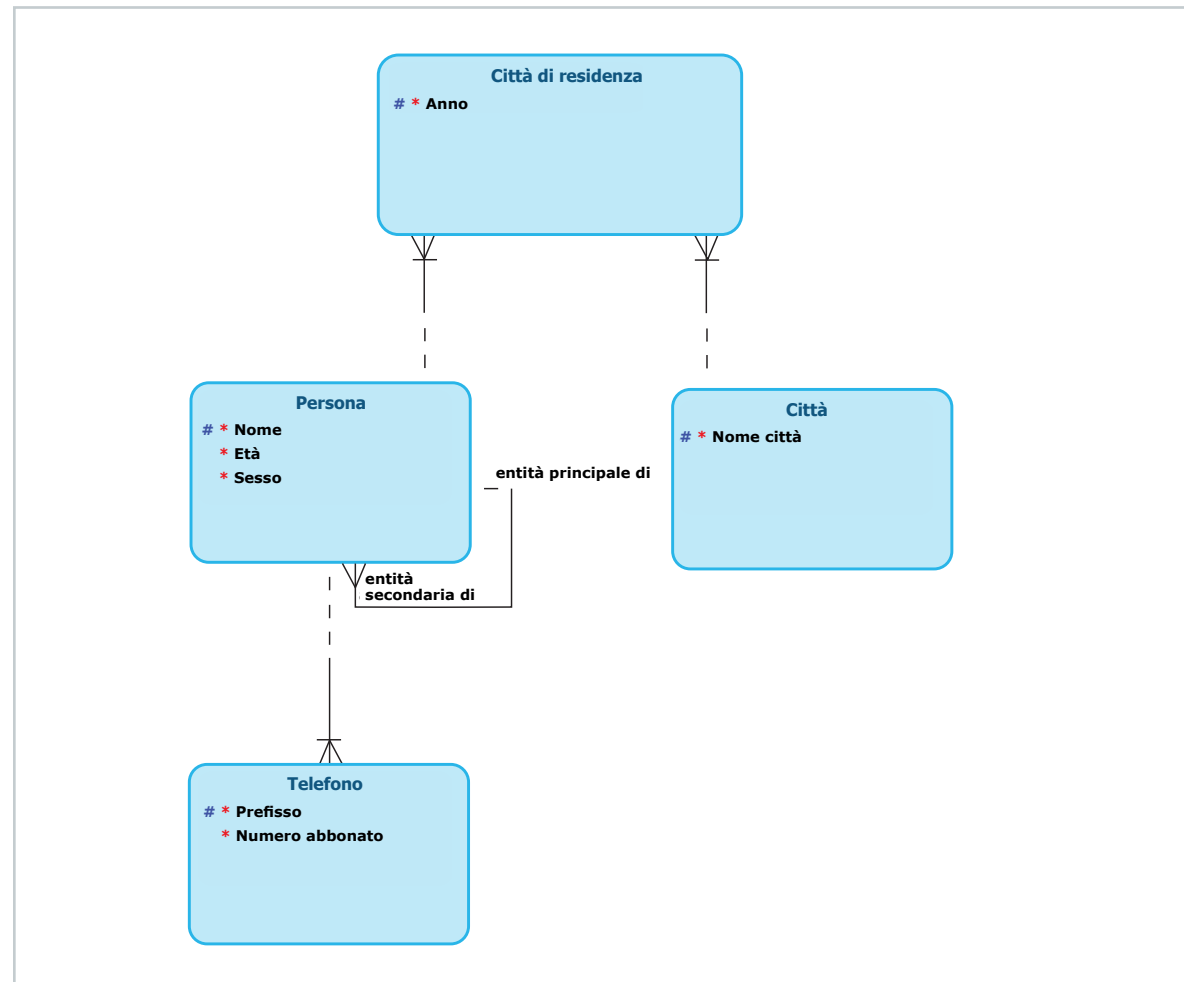 Città di residenza
# * Anno
Persona
# * Nome
* Età
* Sesso
Città
# * Nome città
entità principale di
entità
secondaria di
Telefono
# * Prefisso
* Numero abbonato